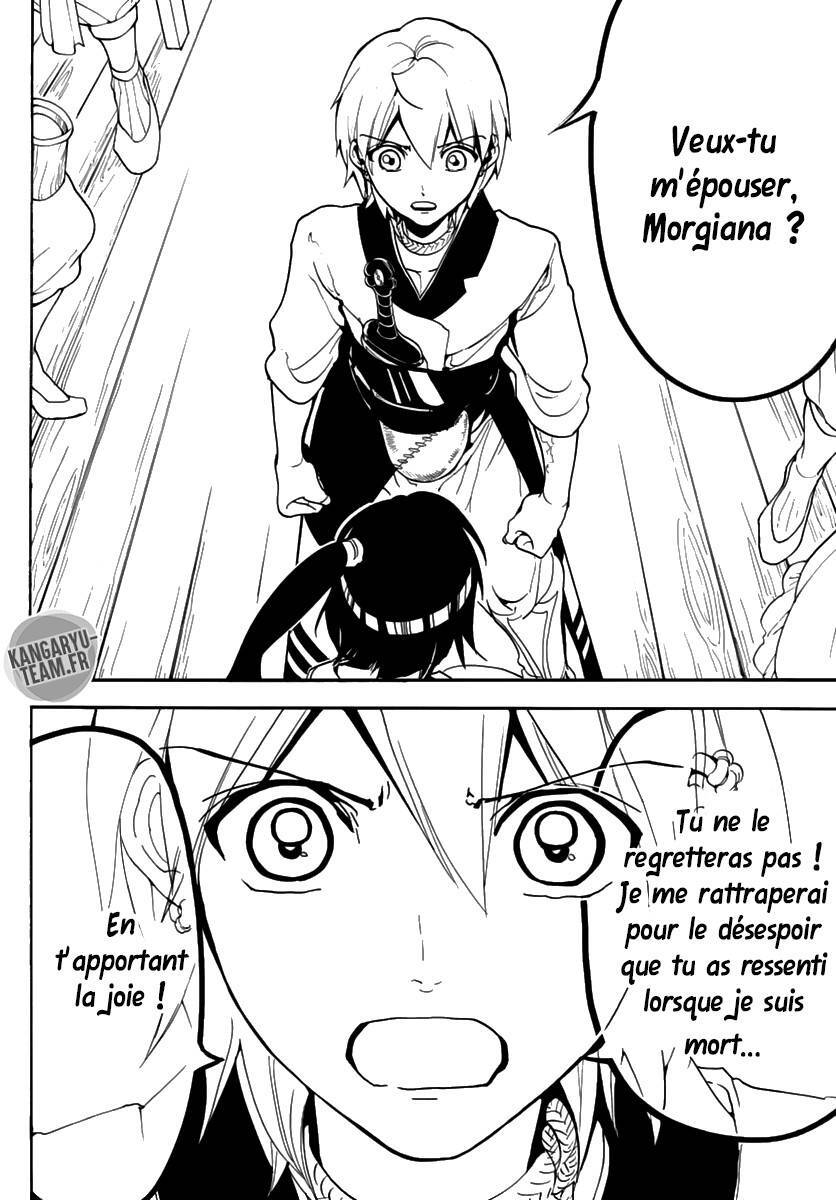 Veux-tu
m'épouser,
Morgiana ?
KANGARYU-
TEAM.FR
Tu ne le
regretteras pas !
Je me rattraperai
pour le désespoir
que tu as ressenti
lorsque je suis
mort...
En
t'apportant
la joie !